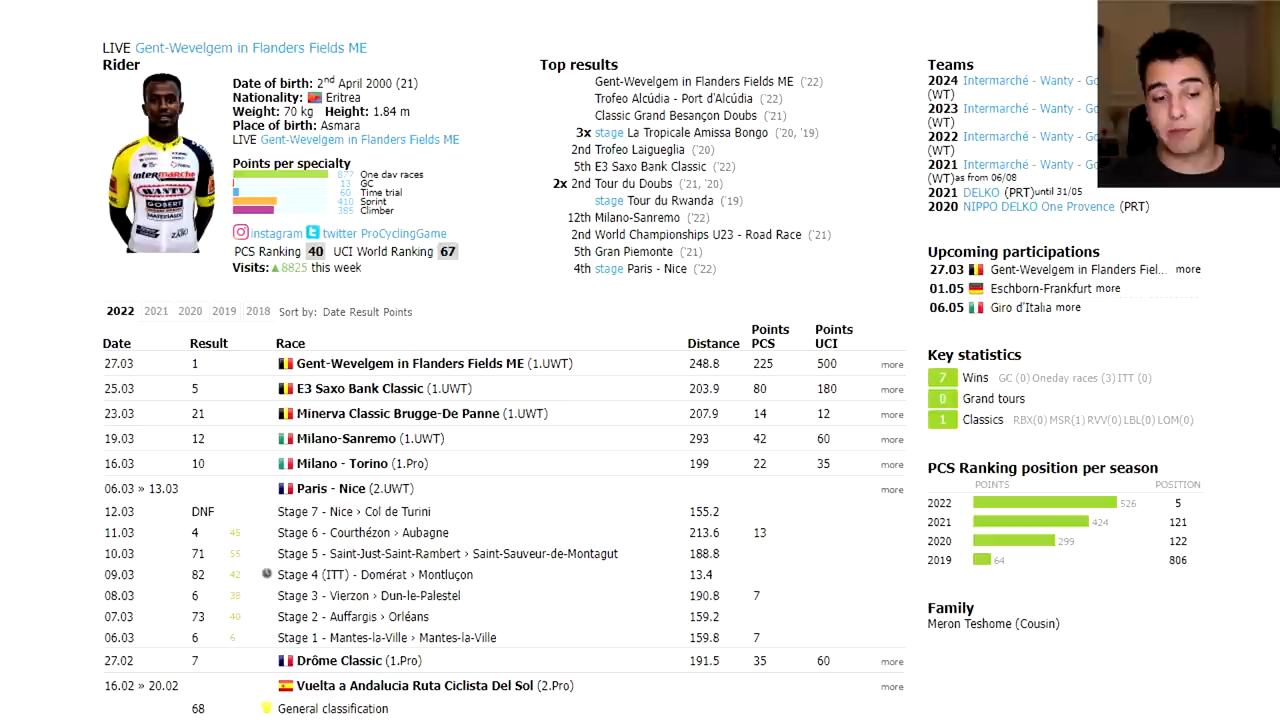 LIVE Gent-Wevelgem in Flanders Fields ME
Rider
Date of birth: 2nd April 2000 (21)
Nationality: Eritrea
Weight: 70 kg Height: 1.84 m
Place of birth: Asmara
LIVE Gent-Wevelgem in Flanders Fields ME
Points per specialty
877 One day races
13 GC
60 Time trial
410 Sprint
385 Climber
instagram twitter ProCyclingGame
PCS Ranking 40 UCI World Ranking 67
Visits: ▲8825 this week
intermarchē
WANTY
GOBERT
MATERIAUX
Top results
Gent-Wevelgem in Flanders Fields ME ('22)
Trofeo Alcúdia - Port d'Alcúdia ('22)
Classic Grand Besançon Doubs ('21)
3x stage La Tropicale Amissa Bongo ('20, '19)
2nd Trofeo Laigueglia ('20)
5th E3 Saxo Bank Classic ('22)
2x 2nd Tour du Doubs ('21, '20)
stage Tour du Rwanda ('19)
12th Milano-Sanremo ('22)
2nd World Championships U23 - Road Race ('21)
5th Gran Piemonte ('21)
4th stage Paris - Nice ('22)
Teams
2024 Intermarché - Wanty - Go
(WT)
2023 Intermarché - Wanty - Go
(WT)
2022 Intermarché - Wanty - Go
(WT)
2021 Intermarché - Wanty - Go
(WT)as from 06/08
2021 DELKO (PRT)until 31/05
2020 NIPPO DELKO One Provence (PRT)
Upcoming participations
27.03 Gent-Wevelgem in Flanders Fiel... more
01.05 Eschborn-Frankfurt more
06.05 Giro d'Italia more
Key statistics
7 Wins GC (0) Oneday races (3) ITT (0)
0 Grand tours
1 Classics RBX(0) MSR(1) RVV(0) LBL(0) LOM(0)
PCS Ranking position per season
POINTS POSITION
2022 526 5
2021 424 121
2020 299 122
2019 64 806
Family
Meron Teshome (Cousin)
2022 2021 2020 2019 2018 Sort by: Date Result Points
Date Result Race Distance Points PCS Points UCI
27.03 1 Gent-Wevelgem in Flanders Fields ME (1.UWT) 248.8 225 500 more
25.03 5 E3 Saxo Bank Classic (1.UWT) 203.9 80 180 more
23.03 21 Minerva Classic Brugge-De Panne (1.UWT) 207.9 14 12 more
19.03 12 Milano-Sanremo (1.UWT) 293 42 60 more
16.03 10 Milano - Torino (1.Pro) 199 22 35 more
06.03 » 13.03 Paris - Nice (2.UWT) more
12.03 DNF Stage 7 - Nice › Col de Turini 155.2
11.03 4 45 Stage 6 - Courthézon › Aubagne 213.6 13
10.03 71 55 Stage 5 - Saint-Just-Saint-Rambert › Saint-Sauveur-de-Montagut 188.8
09.03 82 42 Stage 4 (ITT) - Domérat › Montluçon 13.4
08.03 6 38 Stage 3 - Vierzon › Dun-le-Palestel 190.8 7
07.03 73 40 Stage 2 - Auffargis › Orléans 159.2
06.03 6 6 Stage 1 - Mantes-la-Ville › Mantes-la-Ville 159.8 7
27.02 7 Drôme Classic (1.Pro) 191.5 35 60 more
16.02 » 20.02 Vuelta a Andalucia Ruta Ciclista Del Sol (2.Pro) more
68 General classification